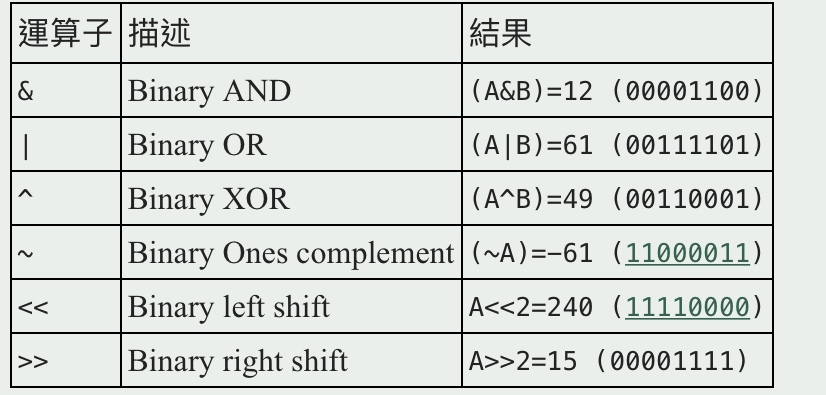 運算子 描述 結果
& Binary AND (A&B)=12 (00001100)
| Binary OR (A|B)=61 (00111101)
^ Binary XOR (A^B)=49 (00110001)
~ Binary Ones complement (~A)=−61 (11000011)
<< Binary left shift A<<2=240 (11110000)
>> Binary right shift A>>2=15 (00001111)